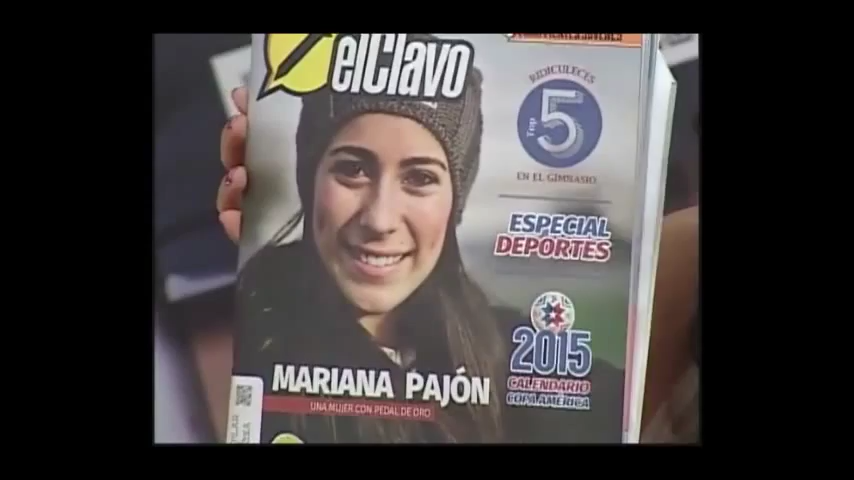 elClavo
RIDICULECES
Top 5
EN EL GIMNASIO
ESPECIAL
DEPORTES
2015
CALENDARIO
COPA AMÉRICA
MARIANA PAJÓN
UNA MUJER CON PEDAL DE ORO